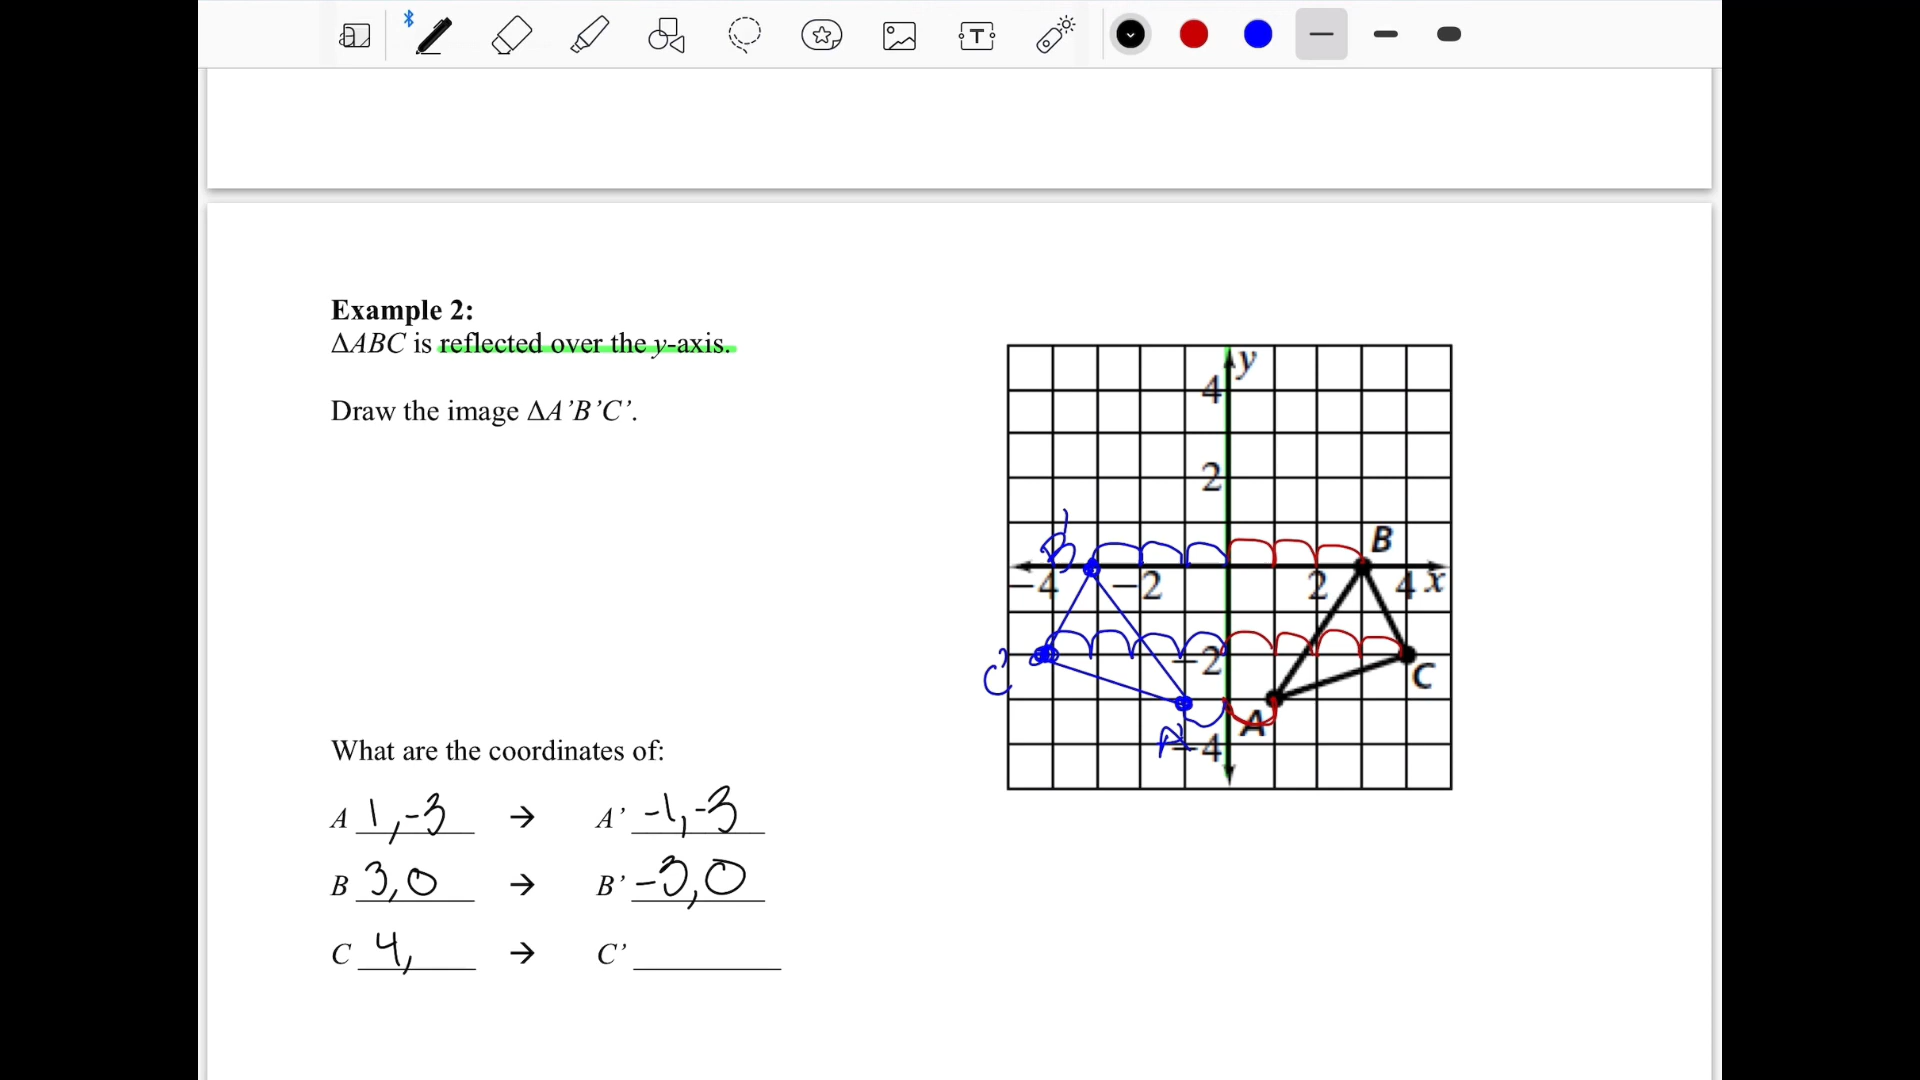 a
T
Example 2:
ΔABC is reflected over the y-axis.
Draw the image ΔA’B’C’.
y
4
2
B'
B
-4
-2
2
4
x
C'
-2
C
A
A'
-4
What are the coordinates of:
A 1,-3 → A’ -1,-3
B 3,0 → B’ -3,0
C 4, → C’